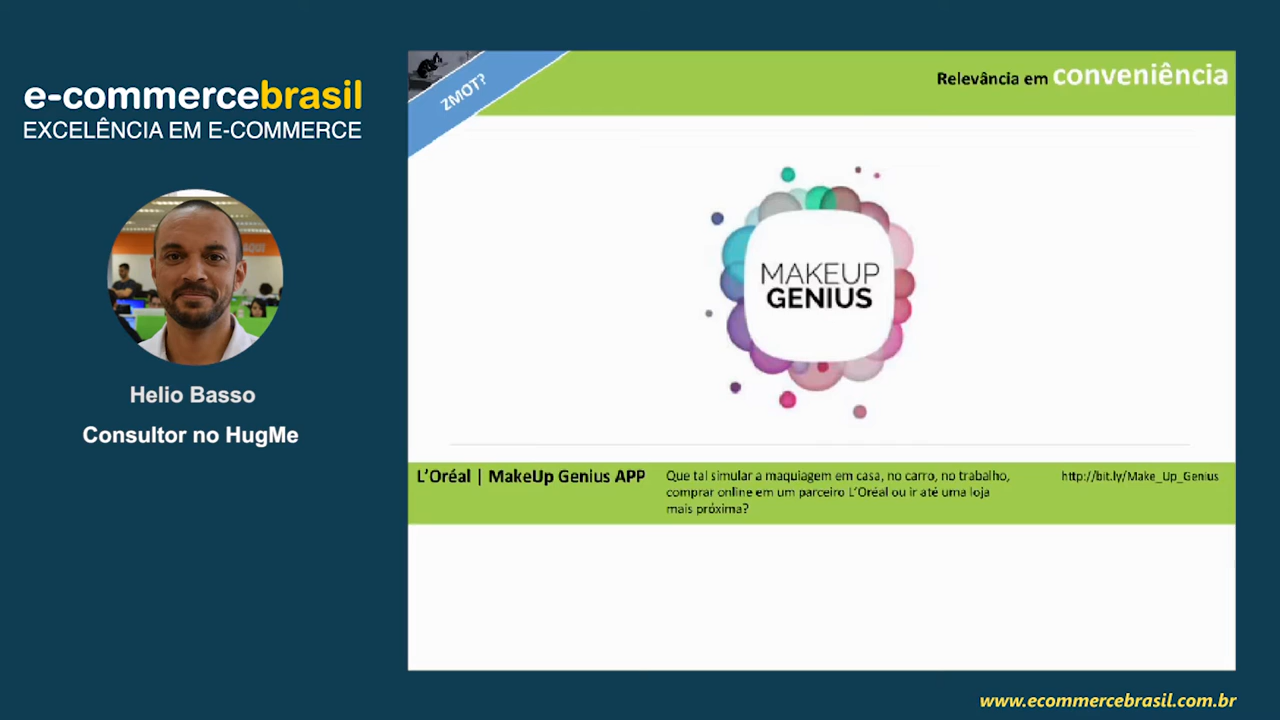 e-commercebrasil
EXCELÊNCIA EM E-COMMERCE
Helio Basso
Consultor no HugMe
ZMOT?
Relevância em conveniência
MAKEUP
GENIUS
L'Oréal | MakeUp Genius APP
Que tal simular a maquiagem em casa, no carro, no trabalho,
comprar online em um parceiro L'Oréal ou ir até uma loja
mais próxima?
http://bit.ly/Make_Up_Genius
www.ecommercebrasil.com.br